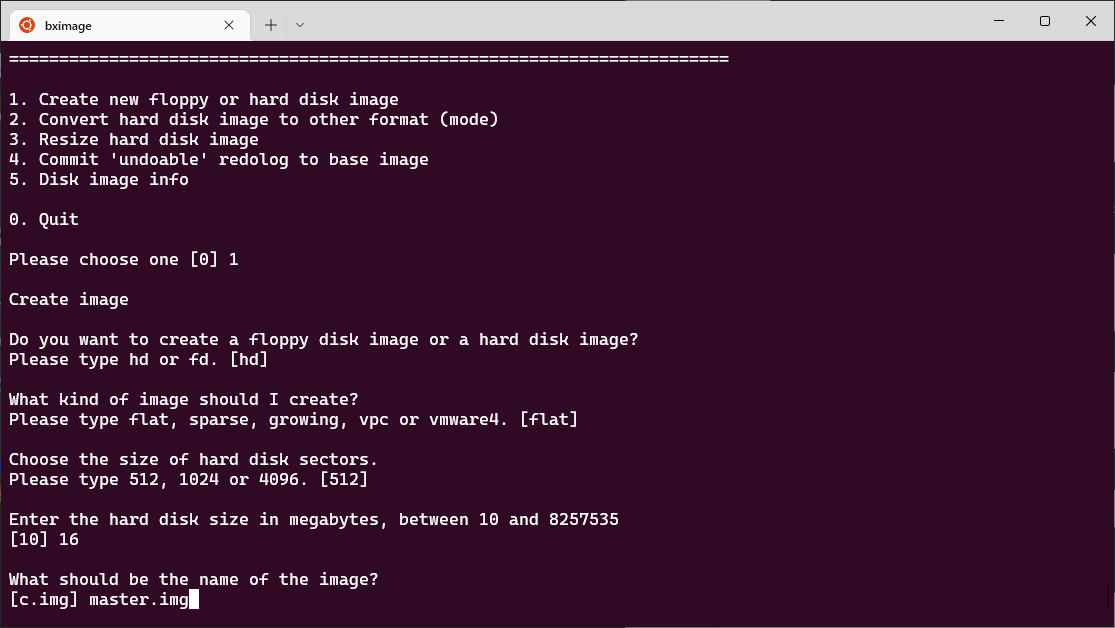 bximage
========================================================================
1. Create new floppy or hard disk image
2. Convert hard disk image to other format (mode)
3. Resize hard disk image
4. Commit 'undoable' redolog to base image
5. Disk image info
0. Quit
Please choose one [0] 1
Create image
Do you want to create a floppy disk image or a hard disk image?
Please type hd or fd. [hd]
What kind of image should I create?
Please type flat, sparse, growing, vpc or vmware4. [flat]
Choose the size of hard disk sectors.
Please type 512, 1024 or 4096. [512]
Enter the hard disk size in megabytes, between 10 and 8257535
[10] 16
What should be the name of the image?
[c.img] master.img